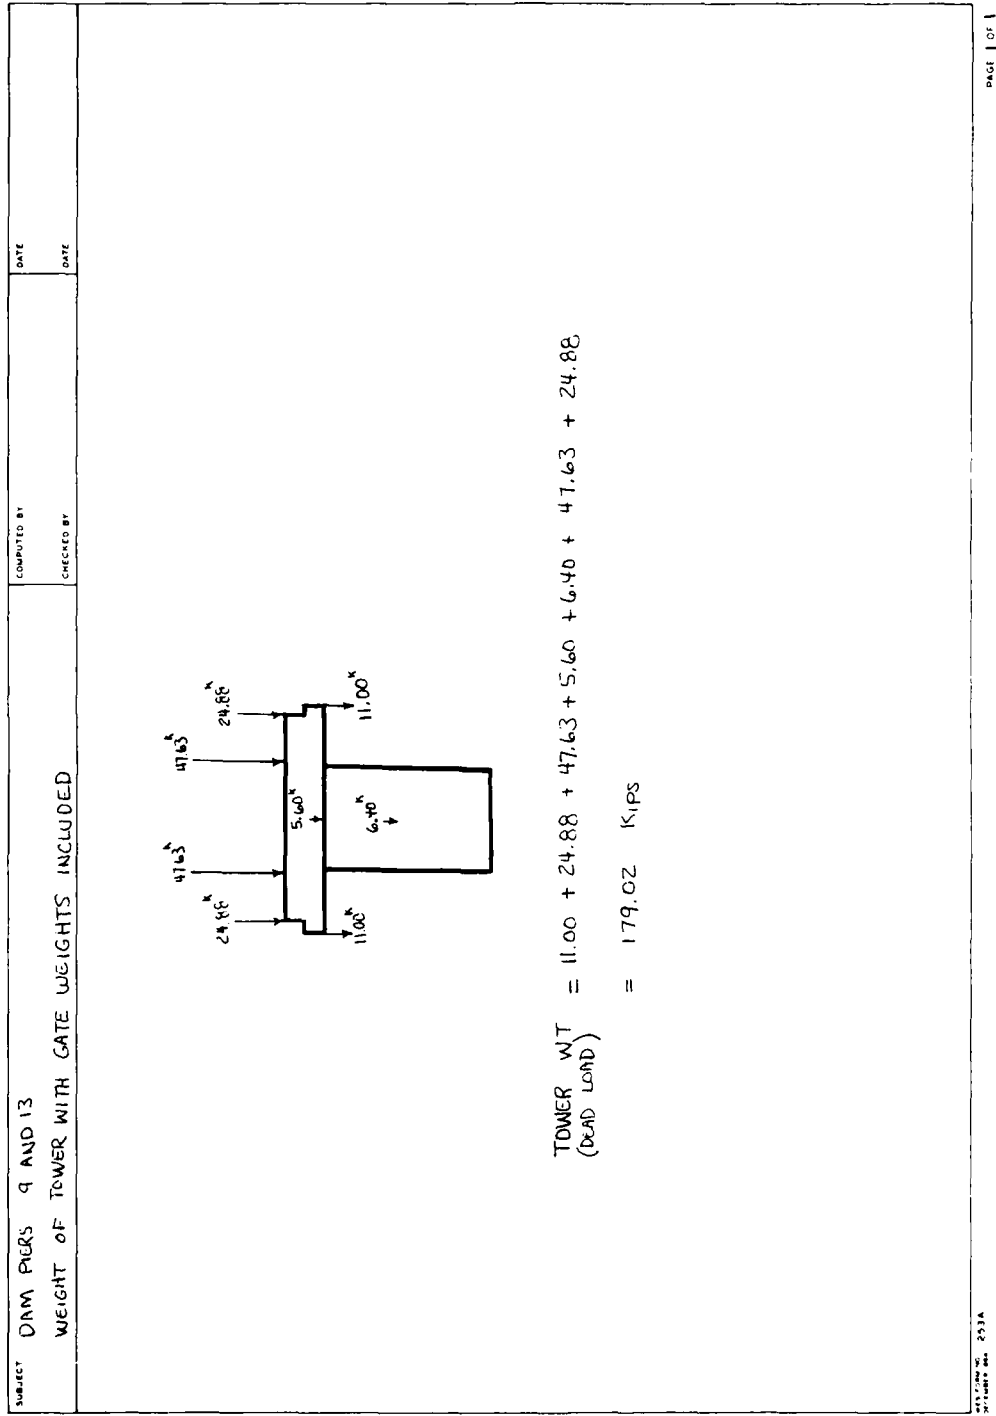 SUBJECT DAM PIERS 9 AND 13
WEIGHT OF TOWER WITH GATE WEIGHTS INCLUDED
COMPUTED BY
DATE
CHECKED BY
DATE
47.63ᴷ
47.63ᴷ
24.88ᴷ
24.88ᴷ
5.60ᴷ
6.40ᴷ
11.00ᴷ
11.00ᴷ
TOWER WT = 11.00 + 24.88 + 47.63 + 5.60 + 6.40 + 47.63 + 24.88
(DEAD LOAD)
= 179.02 KIPS
253A
PAGE 1 OF 1